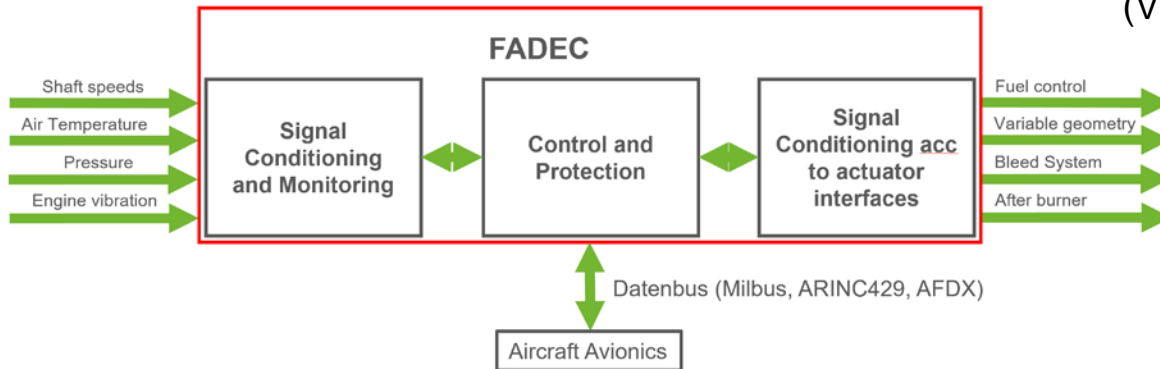 (V
FADEC
Shaft speeds
Air Temperature
Pressure
Engine vibration
Signal
Conditioning
and Monitoring
Control and
Protection
Signal
Conditioning acc
to actuator
interfaces
Fuel control
Variable geometry
Bleed System
After burner
Datenbus (Milbus, ARINC429, AFDX)
Aircraft Avionics